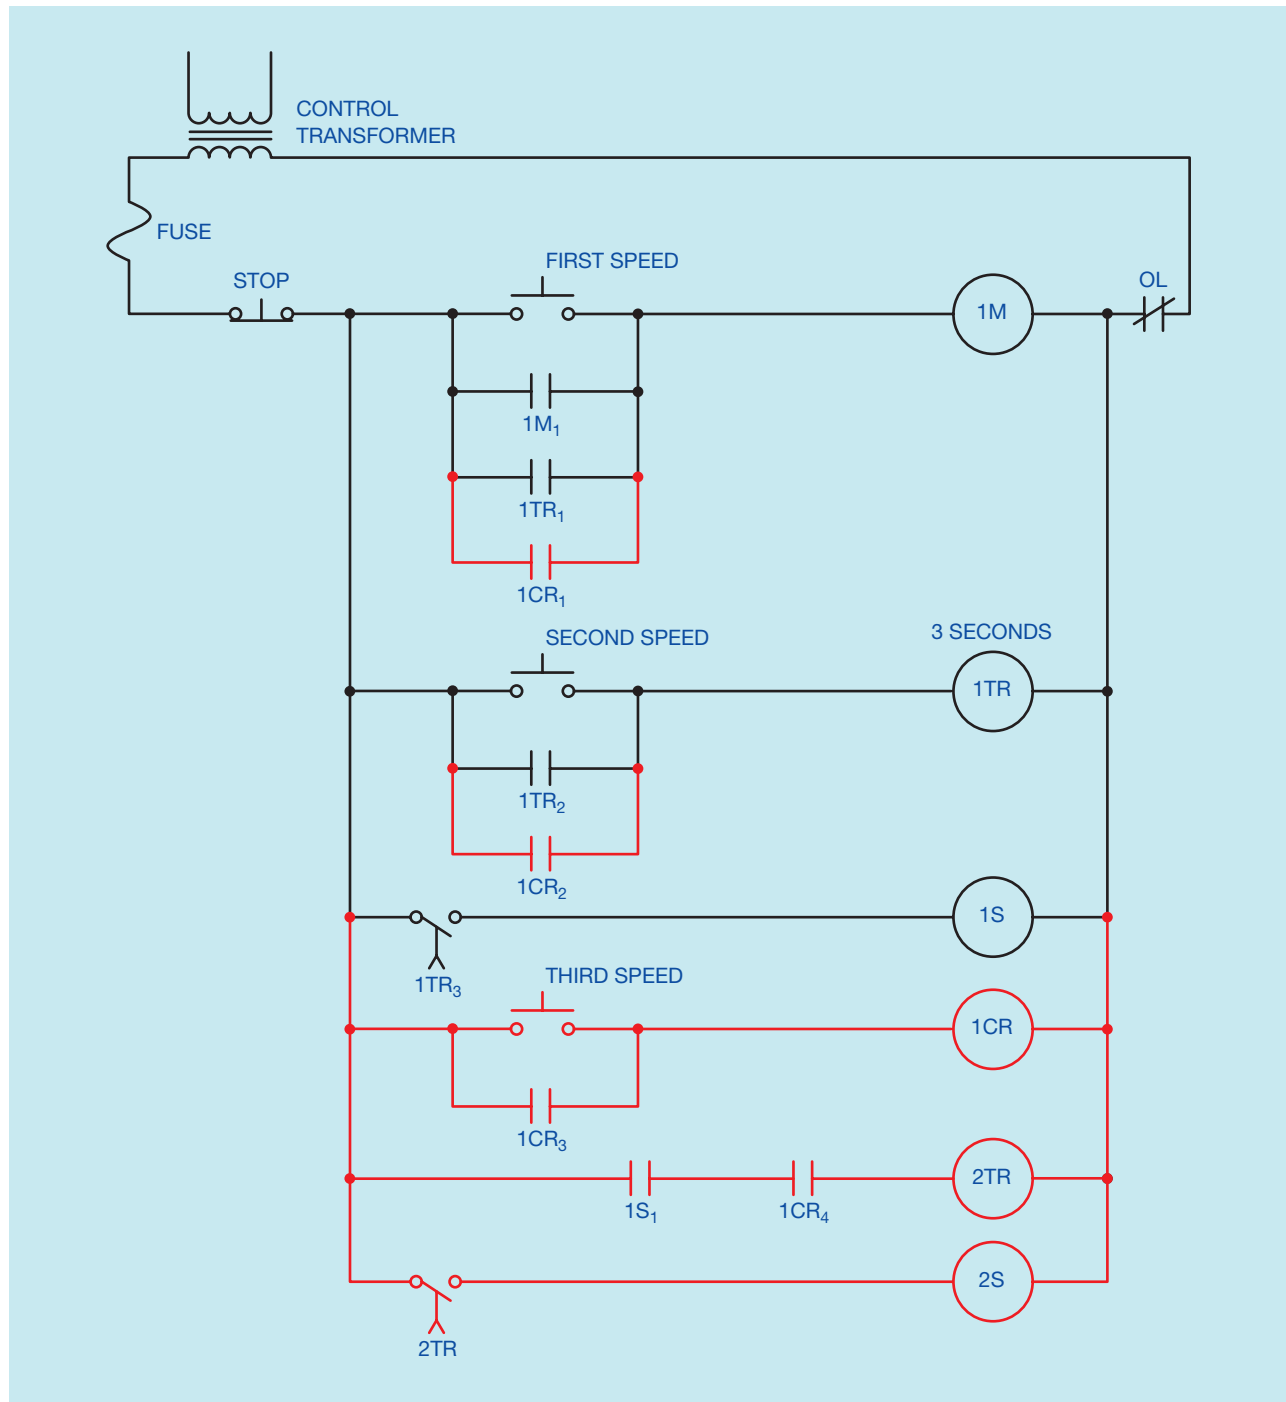 CONTROL
TRANSFORMER
FUSE
STOP
FIRST SPEED
1M
OL
1M₁
1TR₁
1CR₁
SECOND SPEED
3 SECONDS
1TR
1TR₂
1CR₂
1S
1TR₃
THIRD SPEED
1CR
1CR₃
2TR
1S₁
1CR₄
2S
2TR